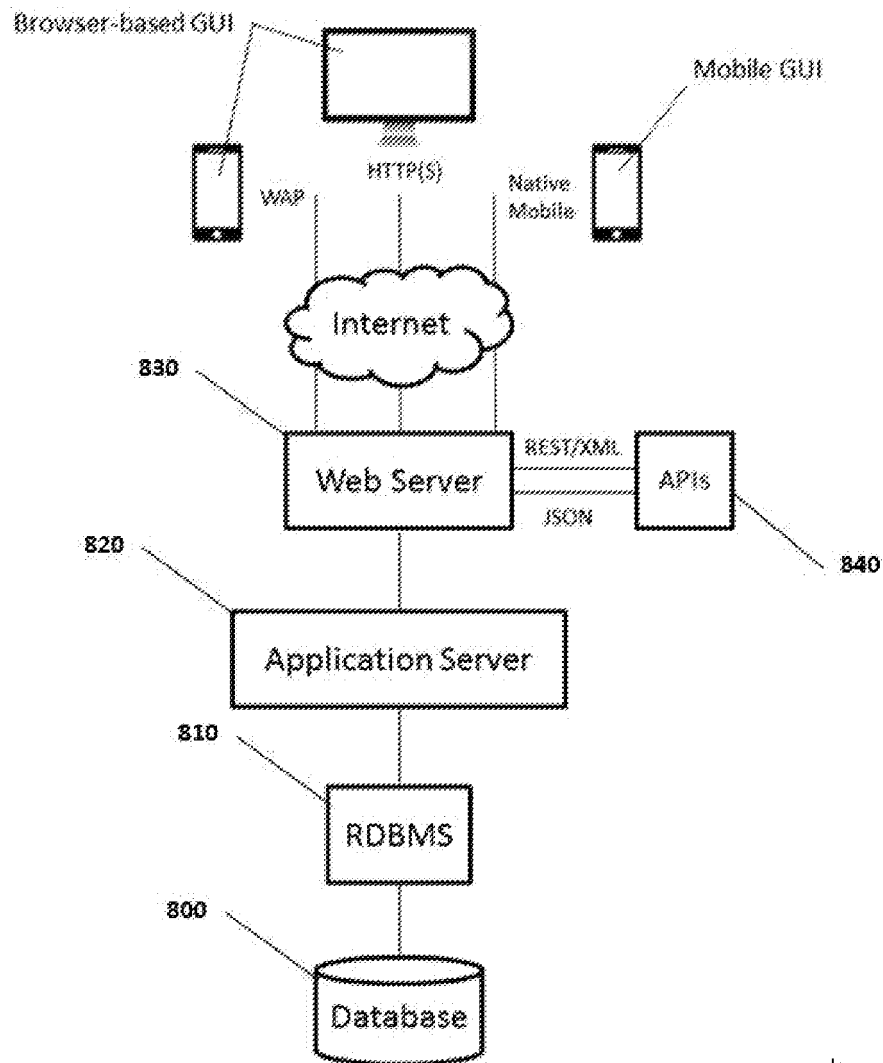 Browser-based GUI
Mobile GUI
WAP
HTTP(S)
Native
Mobile
Internet
830
Web Server
REST/XML
JSON
APIs
840
820
Application Server
810
RDBMS
800
Database